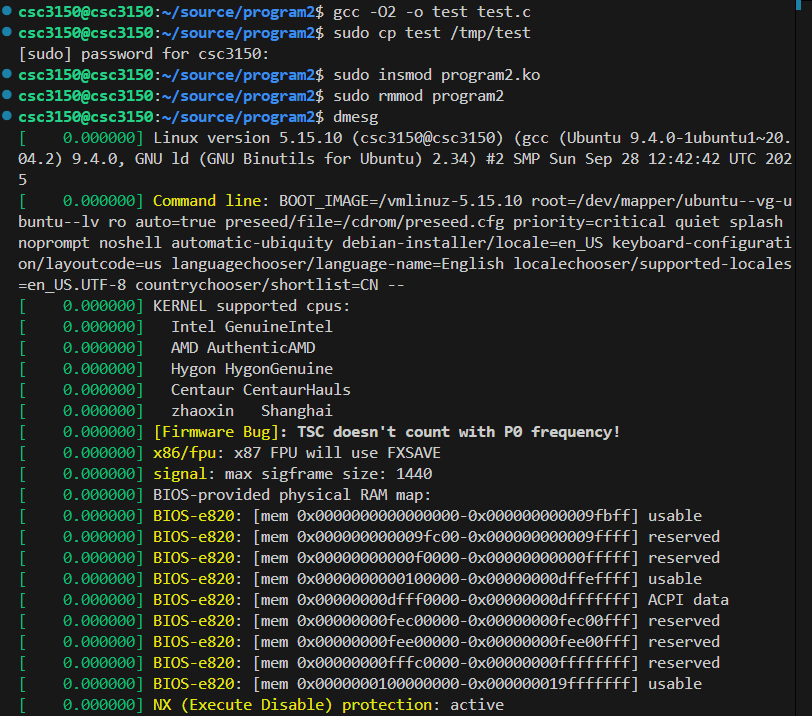 csc3150@csc3150:~/source/program2$ gcc -O2 -o test test.c
csc3150@csc3150:~/source/program2$ sudo cp test /tmp/test
[sudo] password for csc3150:
csc3150@csc3150:~/source/program2$ sudo insmod program2.ko
csc3150@csc3150:~/source/program2$ sudo rmmod program2
csc3150@csc3150:~/source/program2$ dmesg
[    0.000000] Linux version 5.15.10 (csc3150@csc3150) (gcc (Ubuntu 9.4.0-1ubuntu1~20.
04.2) 9.4.0, GNU ld (GNU Binutils for Ubuntu) 2.34) #2 SMP Sun Sep 28 12:42:42 UTC 202
5
[    0.000000] Command line: BOOT_IMAGE=/vmlinuz-5.15.10 root=/dev/mapper/ubuntu--vg-u
buntu--lv ro auto=true preseed/file=/cdrom/preseed.cfg priority=critical quiet splash
noprompt noshell automatic-ubiquity debian-installer/locale=en_US keyboard-configurati
on/layoutcode=us languagechooser/language-name=English localechooser/supported-locales
=en_US.UTF-8 countrychooser/shortlist=CN --
[    0.000000] KERNEL supported cpus:
[    0.000000]   Intel GenuineIntel
[    0.000000]   AMD AuthenticAMD
[    0.000000]   Hygon HygonGenuine
[    0.000000]   Centaur CentaurHauls
[    0.000000]   zhaoxin   Shanghai
[    0.000000] [Firmware Bug]: TSC doesn't count with P0 frequency!
[    0.000000] x86/fpu: x87 FPU will use FXSAVE
[    0.000000] signal: max sigframe size: 1440
[    0.000000] BIOS-provided physical RAM map:
[    0.000000] BIOS-e820: [mem 0x0000000000000000-0x000000000009fbff] usable
[    0.000000] BIOS-e820: [mem 0x000000000009fc00-0x000000000009ffff] reserved
[    0.000000] BIOS-e820: [mem 0x00000000000f0000-0x00000000000fffff] reserved
[    0.000000] BIOS-e820: [mem 0x0000000000100000-0x00000000dffeffff] usable
[    0.000000] BIOS-e820: [mem 0x00000000dfff0000-0x00000000dfffffff] ACPI data
[    0.000000] BIOS-e820: [mem 0x00000000fec00000-0x00000000fec00fff] reserved
[    0.000000] BIOS-e820: [mem 0x00000000fee00000-0x00000000fee00fff] reserved
[    0.000000] BIOS-e820: [mem 0x00000000fffc0000-0x00000000ffffffff] reserved
[    0.000000] BIOS-e820: [mem 0x0000000100000000-0x000000019fffffff] usable
[    0.000000] NX (Execute Disable) protection: active